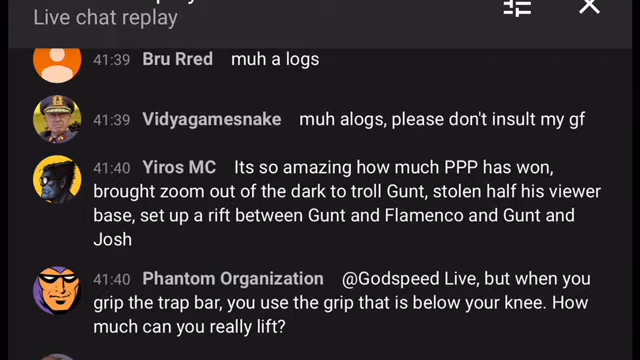 Live chat replay
41:39 Bru Rred muh a logs
41:39 Vidyagamesnake muh alogs, please don't insult my gf
41:40 Yiros MC Its so amazing how much PPP has won,
brought zoom out of the dark to troll Gunt, stolen half his viewer
base, set up a rift between Gunt and Flamenco and Gunt and
Josh
41:40 Phantom Organization @Godspeed Live, but when you
grip the trap bar, you use the grip that is below your knee. How
much can you really lift?